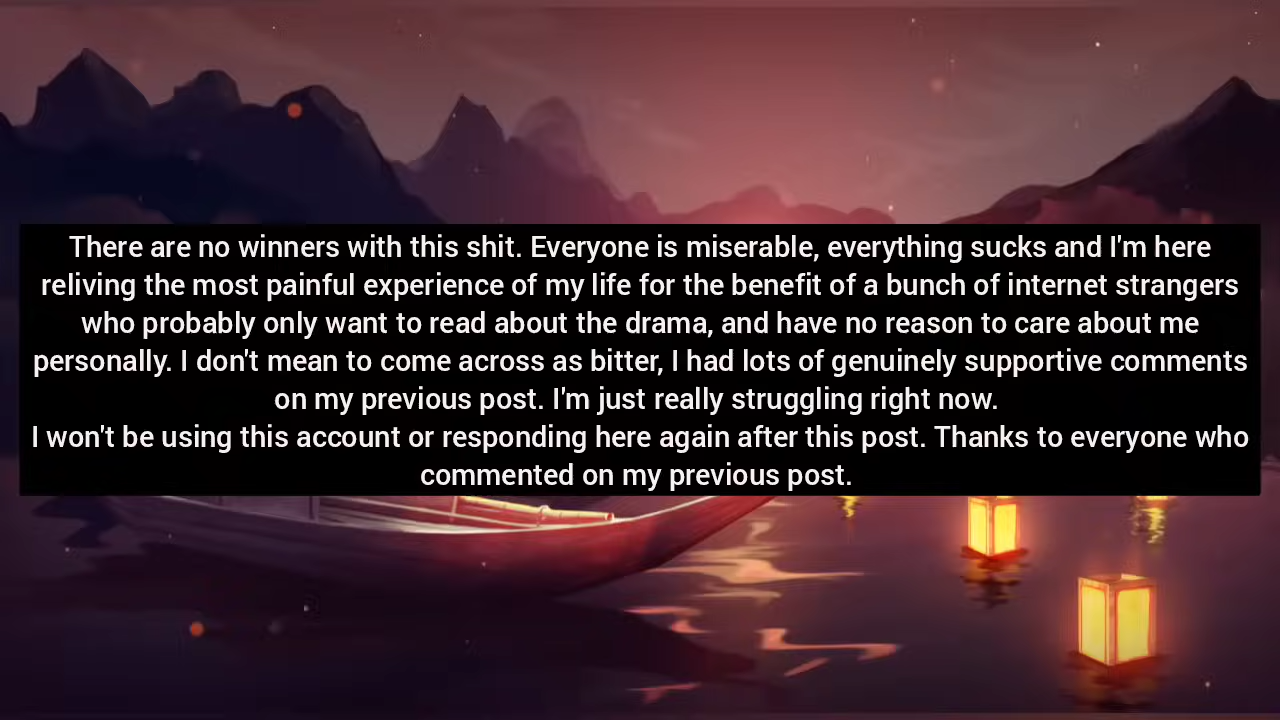 There are no winners with this shit. Everyone is miserable, everything sucks and I'm here
reliving the most painful experience of my life for the benefit of a bunch of internet strangers
who probably only want to read about the drama, and have no reason to care about me
personally. I don't mean to come across as bitter, I had lots of genuinely supportive comments
on my previous post. I'm just really struggling right now.
I won't be using this account or responding here again after this post. Thanks to everyone who
commented on my previous post.